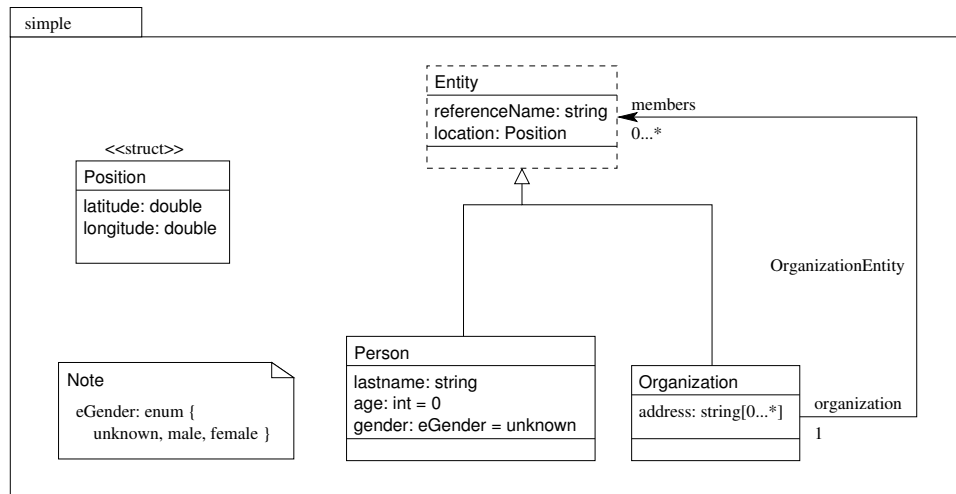 simple
Entity
referenceName: string
location: Position
members
0...*
<<struct>>
Position
latitude: double
longitude: double
OrganizationEntity
Note
eGender: enum {
unknown, male, female }
Person
lastname: string
age: int = 0
gender: eGender = unknown
Organization
address: string[0...*]
organization
1